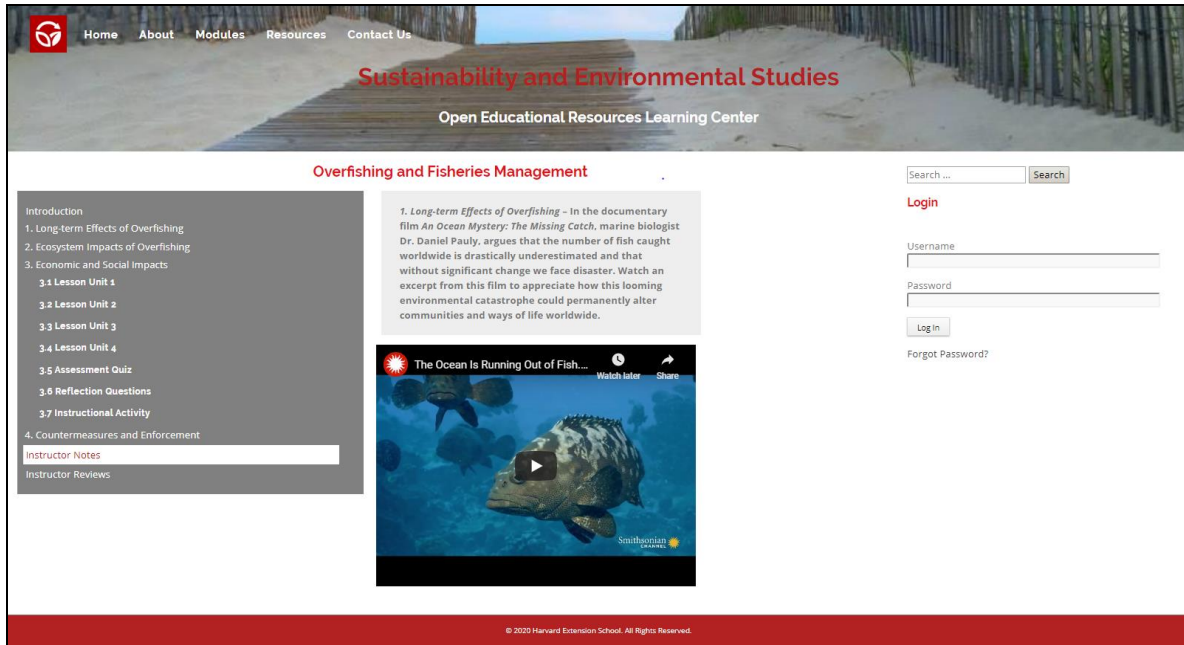 Home About Modules Resources Contact Us
Sustainability and Environmental Studies
Open Educational Resources Learning Center
Overfishing and Fisheries Management
Introduction
1. Long-term Effects of Overfishing
2. Ecosystem Impacts of Overfishing
3. Economic and Social Impacts
3.1 Lesson Unit 1
3.2 Lesson Unit 2
3.3 Lesson Unit 3
3.4 Lesson Unit 4
3.5 Assessment Quiz
3.6 Reflection Questions
3.7 Instructional Activity
4. Countermeasures and Enforcement
Instructor Notes
Instructor Reviews
1. Long-term Effects of Overfishing – In the documentary
film An Ocean Mystery: The Missing Catch, marine biologist
Dr. Daniel Pauly, argues that the number of fish caught
worldwide is drastically underestimated and that
without significant change we face disaster. Watch an
excerpt from this film to appreciate how this looming
environmental catastrophe could permanently alter
communities and ways of life worldwide.
The Ocean Is Running Out of Fish....
Watch later Share
Smithsonian
CHANNEL
Search ... Search
Login
Username
Password
Log In
Forgot Password?
© 2020 Harvard Extension School. All Rights Reserved.